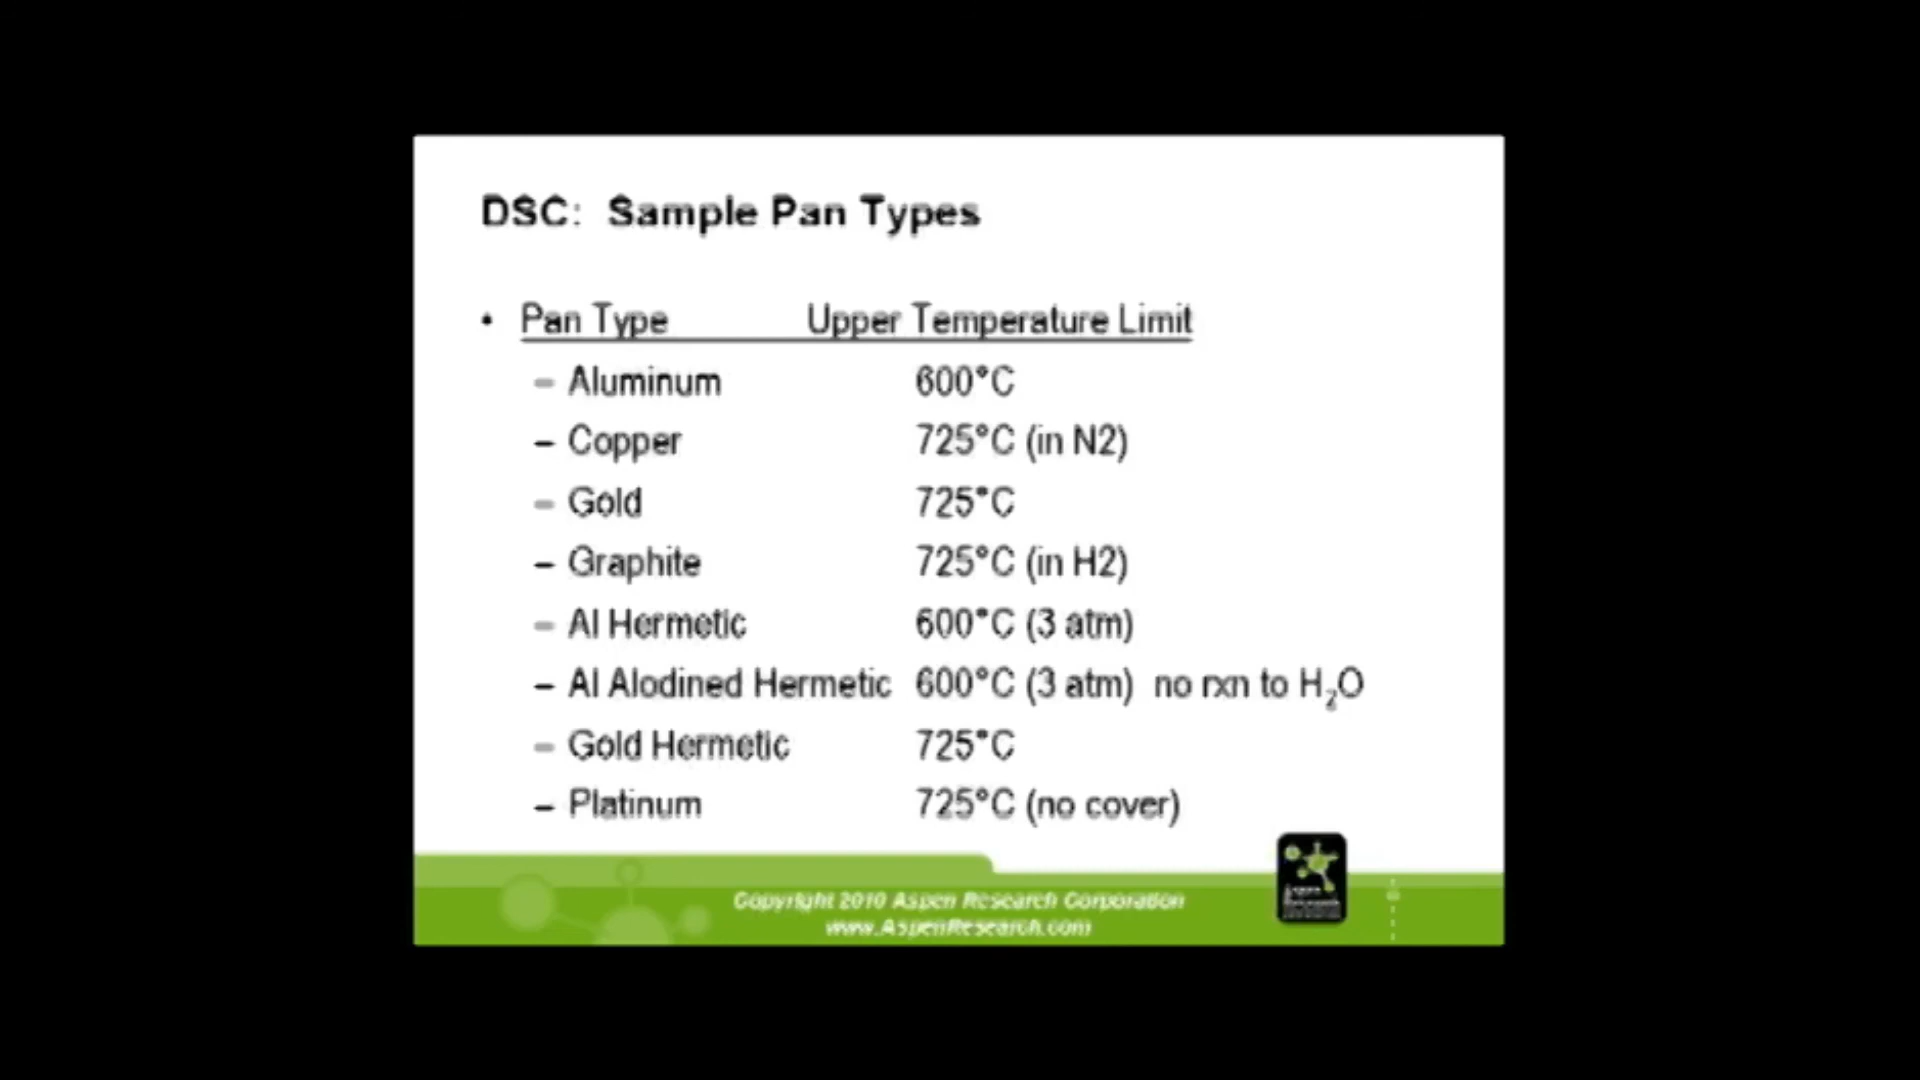 DSC: Sample Pan Types
• Pan Type Upper Temperature Limit
– Aluminum 600°C
– Copper 725°C (in N2)
– Gold 725°C
– Graphite 725°C (in H2)
– Al Hermetic 600°C (3 atm)
– Al Alodined Hermetic 600°C (3 atm) no rxn to H₂O
– Gold Hermetic 725°C
– Platinum 725°C (no cover)
Copyright 2010 Aspen Research Corporation
www.AspenResearch.com